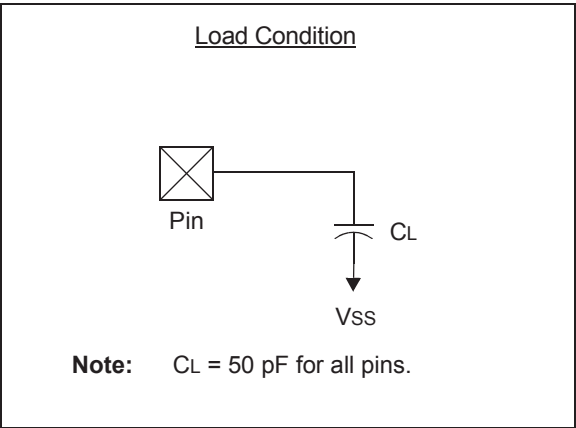 Load Condition
Pin
CL
VSS
Note: CL = 50 pF for all pins.